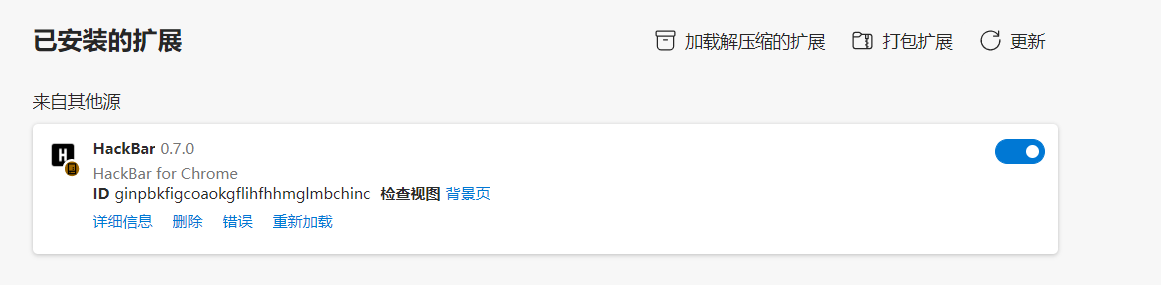 已安装的扩展 加载解压缩的扩展 打包扩展 更新
来自其他源
HackBar 0.7.0
HackBar for Chrome
ID ginpbkfigcoaokgflihfhhmglmbchinc 检查视图 背景页
详细信息 删除 错误 重新加载